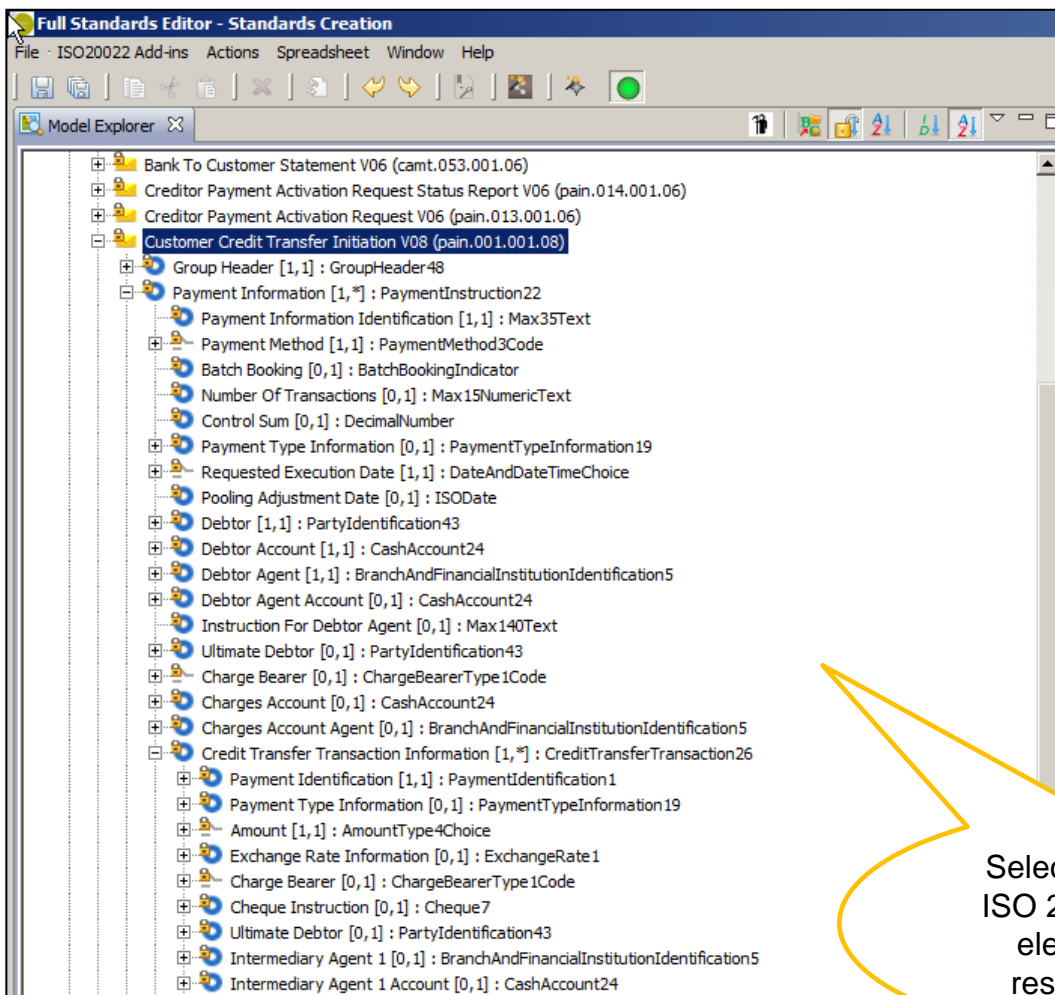 Full Standards Editor - Standards Creation
File ISO20022 Add-ins Actions Spreadsheet Window Help
Model Explorer
Bank To Customer Statement V06 (camt.053.001.06)
Creditor Payment Activation Request Status Report V06 (pain.014.001.06)
Creditor Payment Activation Request V06 (pain.013.001.06)
Customer Credit Transfer Initiation V08 (pain.001.001.08)
Group Header [1,1] : GroupHeader48
Payment Information [1,*] : PaymentInstruction22
Payment Information Identification [1,1] : Max35Text
Payment Method [1,1] : PaymentMethod3Code
Batch Booking [0,1] : BatchBookingIndicator
Number Of Transactions [0,1] : Max15NumericText
Control Sum [0,1] : DecimalNumber
Payment Type Information [0,1] : PaymentTypeInformation19
Requested Execution Date [1,1] : DateAndDateTimeChoice
Pooling Adjustment Date [0,1] : ISODate
Debtor [1,1] : PartyIdentification43
Debtor Account [1,1] : CashAccount24
Debtor Agent [1,1] : BranchAndFinancialInstitutionIdentification5
Debtor Agent Account [0,1] : CashAccount24
Instruction For Debtor Agent [0,1] : Max140Text
Ultimate Debtor [0,1] : PartyIdentification43
Charge Bearer [0,1] : ChargeBearerType1Code
Charges Account [0,1] : CashAccount24
Charges Account Agent [0,1] : BranchAndFinancialInstitutionIdentification5
Credit Transfer Transaction Information [1,*] : CreditTransferTransaction26
Payment Identification [1,1] : PaymentIdentification1
Payment Type Information [0,1] : PaymentTypeInformation19
Amount [1,1] : AmountType4Choice
Exchange Rate Information [0,1] : ExchangeRate1
Charge Bearer [0,1] : ChargeBearerType1Code
Cheque Instruction [0,1] : Cheque7
Ultimate Debtor [0,1] : PartyIdentification43
Intermediary Agent 1 [0,1] : BranchAndFinancialInstitutionIdentification5
Intermediary Agent 1 Account [0,1] : CashAccount24
ISO